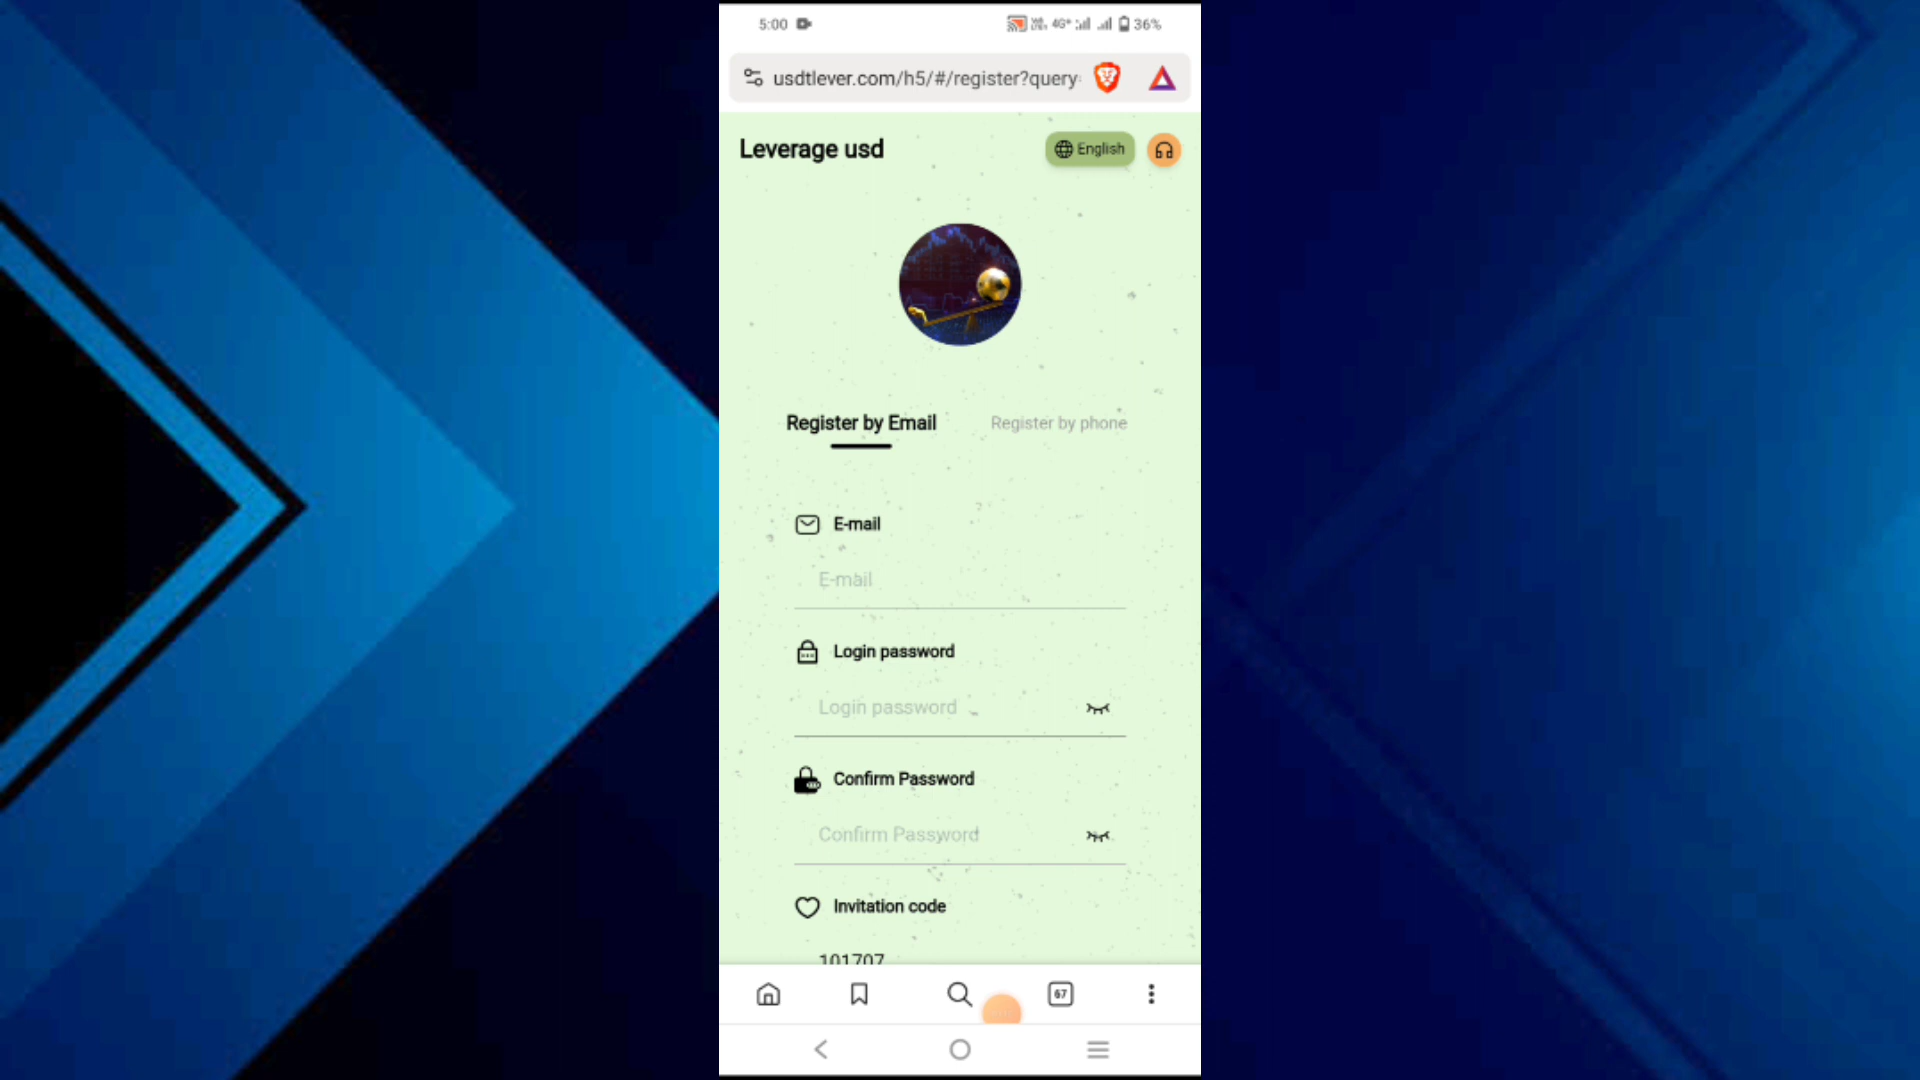 5:00 4G+ 36%
usdtlever.com/h5/#/register?query
Leverage usd
English
Register by Email
Register by phone
E-mail
E-mail
Login password
Login password
Confirm Password
Confirm Password
Invitation code
101707
67